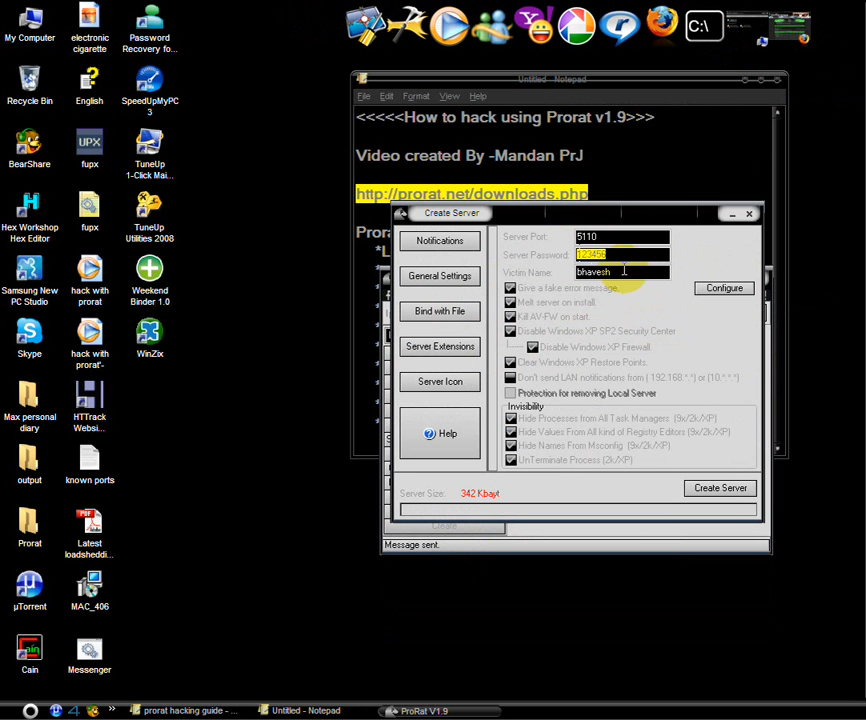 My Computer
electronic
cigarette
Password
Recovery fo...
Recycle Bin
English
SpeedUpMyPC
3
BearShare
UPX
fupx
TuneUp
1-Click Mai...
Hex Workshop
Hex Editor
fupx
TuneUp
Utilities 2008
Samsung New
PC Studio
hack with
prorat
Weekend
Binder 1.0
Skype
hack with
prorat'-
WinZix
Max personal
diary
HTTrack
Websi...
output
known ports
Prorat
PDF
Latest
loadsheddi...
µTorrent
MAC_406
Cain
Cain
Messenger
C:\
Untitled - Notepad
File Edit Format View Help
<<<<<How to hack using Prorat v1.9>>>
Video created By -Mandan PrJ
http://prorat.net/downloads.php
Prora
*L
Create Server
Notifications
General Settings
Bind with File
Server Extensions
Server Icon
Help
Server Port: 5110
Server Password: 123456
Victim Name: bhavesh
Give a fake error message.
Configure
Melt server on install.
Kill AV-FW on start.
Disable Windows XP SP2 Security Center
Disable Windows XP Firewall.
Clear Windows XP Restore Points.
Don't send LAN notifications from ( 192.168.*.*) or (10.*.*.*)
Protection for removing Local Server
Invisibility
Hide Processes from All Task Managers (9x/2k/XP)
Hide Values From All kind of Registry Editors (9x/2k/XP)
Hide Names From Msconfig (9x/2k/XP)
UnTerminate Process (2k/XP)
Server Size: 342 Kbayt
Create Server
Create
Message sent.
prorat hacking guide - ...
Untitled - Notepad
ProRat V1.9